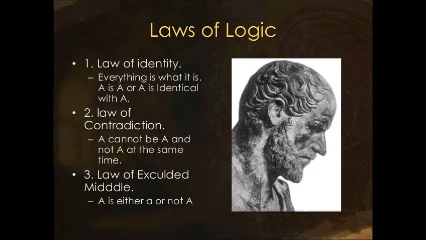 Laws of Logic
• 1. Law of identity.
– Everything is what it is.
A is A or A is Identical
with A.
• 2. law of
Contradiction.
– A cannot be A and
not A at the same
time.
• 3. Law of Exculded
Midddle.
– A is either a or not A